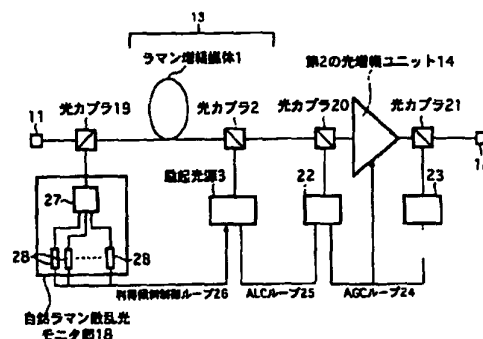 13
ラマン増幅媒体1
第2の光増幅ユニット14
光カプラ19
光カプラ2
光カプラ20
光カプラ21
11
励起光源3
22
23
27
28
28
利得傾斜制御ループ26
ALCループ25
AGCループ24
自然ラマン散乱光
モニタ部18